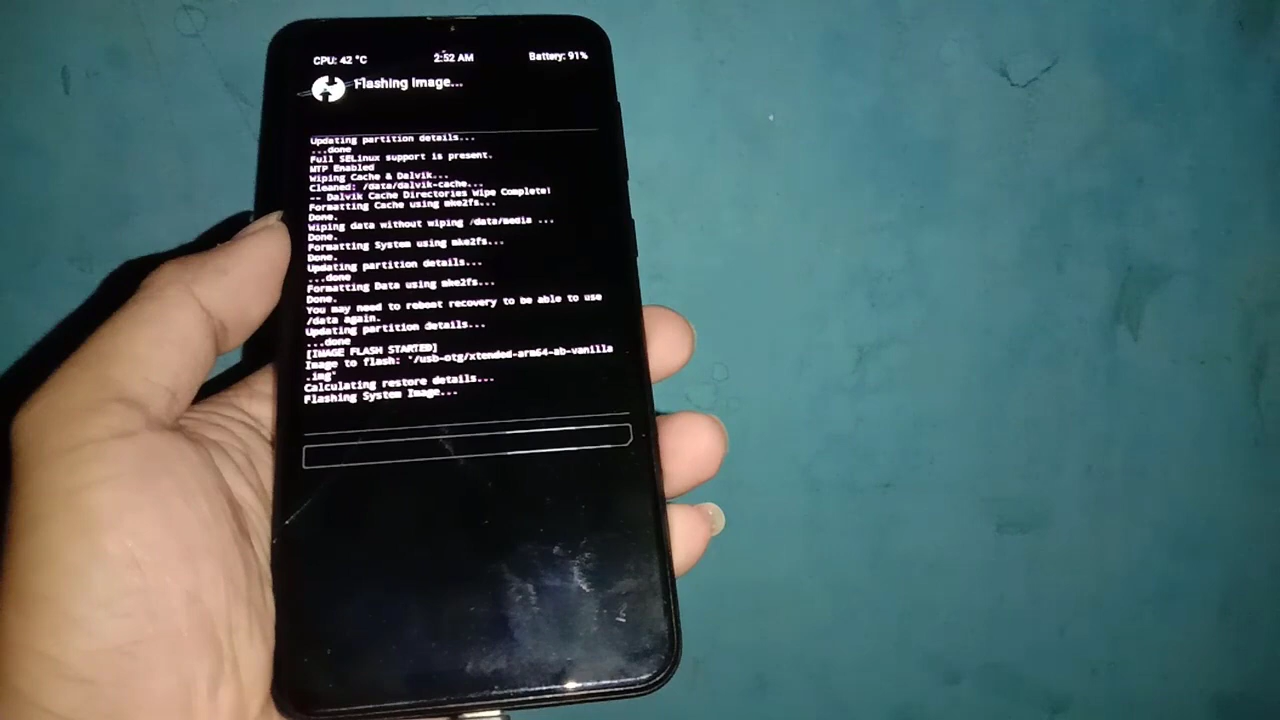 CPU: 42 °C 2:52 AM Battery: 91%
Flashing Image...
Updating partition details...
...done
Full SELinux support is present.
MTP Enabled
Wiping Cache & Dalvik...
Cleaned: /data/dalvik-cache...
-- Dalvik Cache Directories Wipe Complete!
Formatting Cache using mke2fs...
Done.
Wiping data without wiping /data/media ...
Done.
Formatting System using mke2fs...
Done.
Updating partition details...
...done
Formatting Data using mke2fs...
Done.
You may need to reboot recovery to be able to use
/data again.
Updating partition details...
...done
[IMAGE FLASH STARTED]
Image to flash: '/usb-otg/xtended-arm64-ab-vanilla
.img'
Calculating restore details...
Flashing System Image...